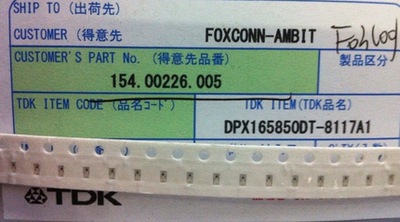 SHIP TO (出荷先)
CUSTOMER (得意先 FOXCONN-AMBIT
CUSTOMER'S PART No. (得意先品番) 製品区分
154.00226.005
TDK ITEM CODE (品名コード) TDK ITEM(TDK品名)
DPX165850DT-8117A1
TDK